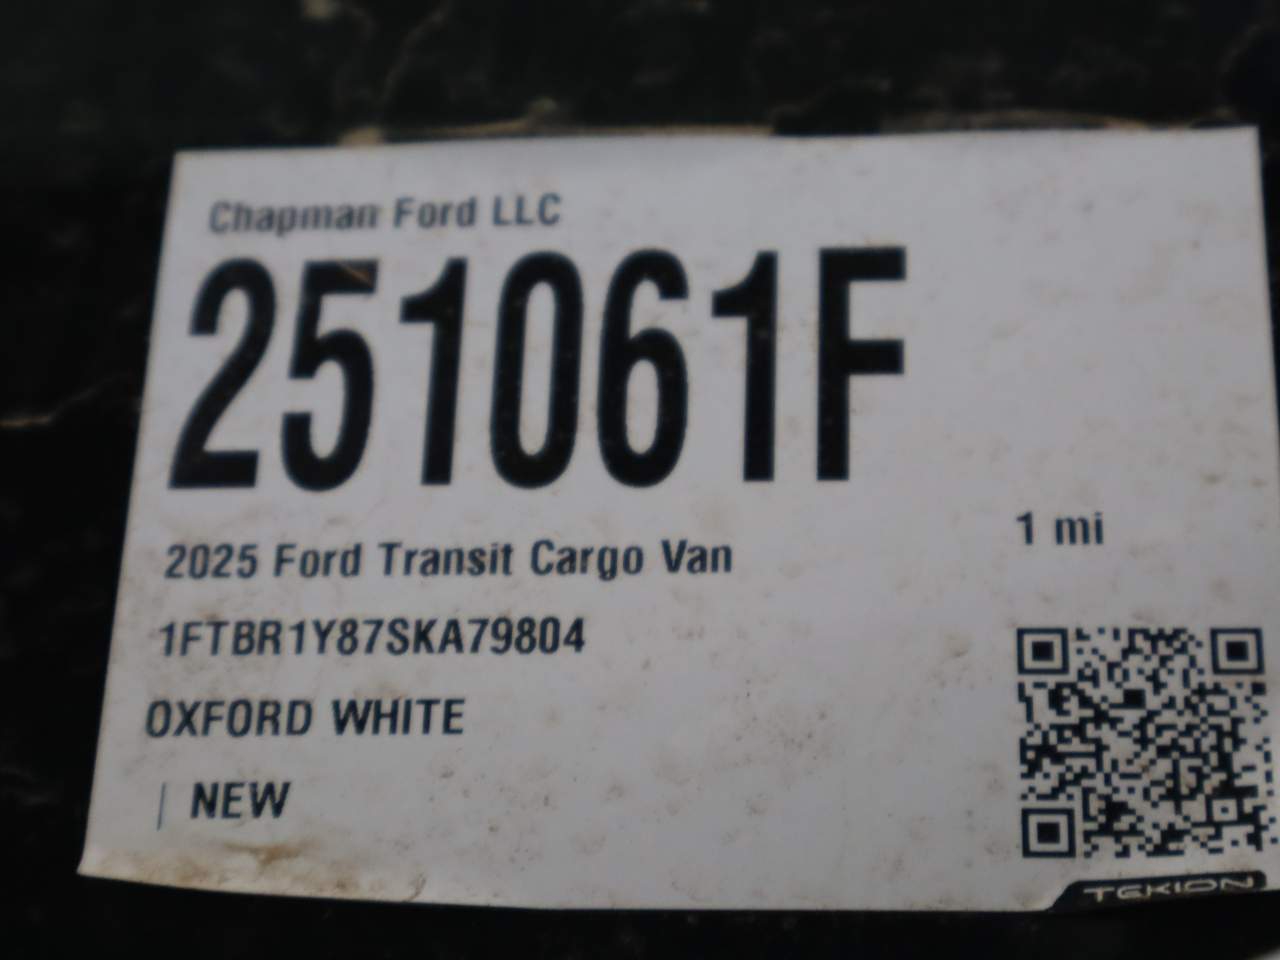 Chapman Ford LLC
251061F
2025 Ford Transit Cargo Van
1 mi
1FTBR1Y87SKA79804
OXFORD WHITE
| NEW
TEKION